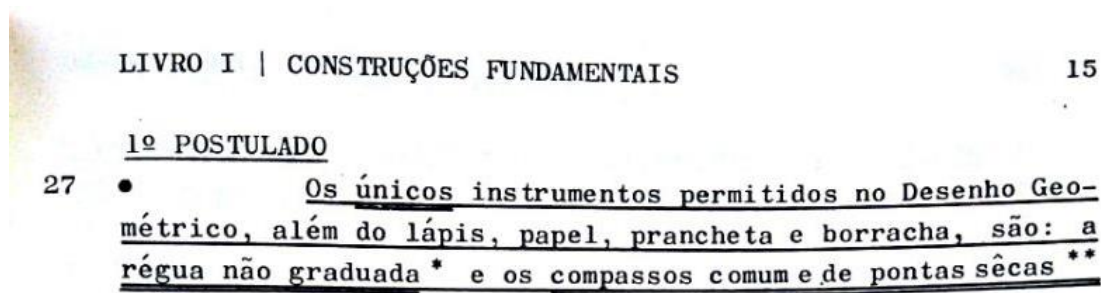 LIVRO I | CONSTRUÇÕES FUNDAMENTAIS 15
1º POSTULADO
27 ● Os únicos instrumentos permitidos no Desenho Geo-
métrico, além do lápis, papel, prancheta e borracha, são: a
régua não graduada * e os compassos comum e de pontas sêcas **